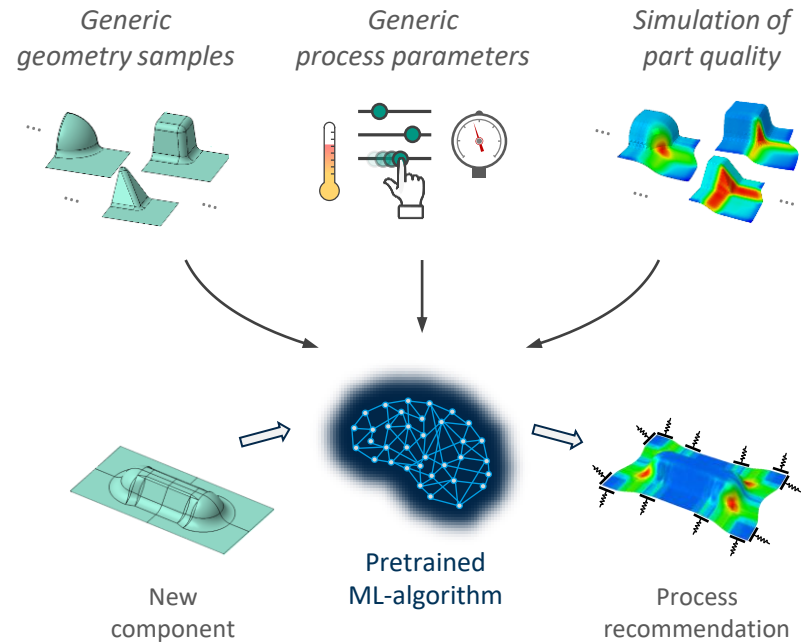 Generic
geometry samples
Generic
process parameters
Simulation of
part quality
...
...
...
...
...
Pretrained
ML-algorithm
New
component
Process
recommendation